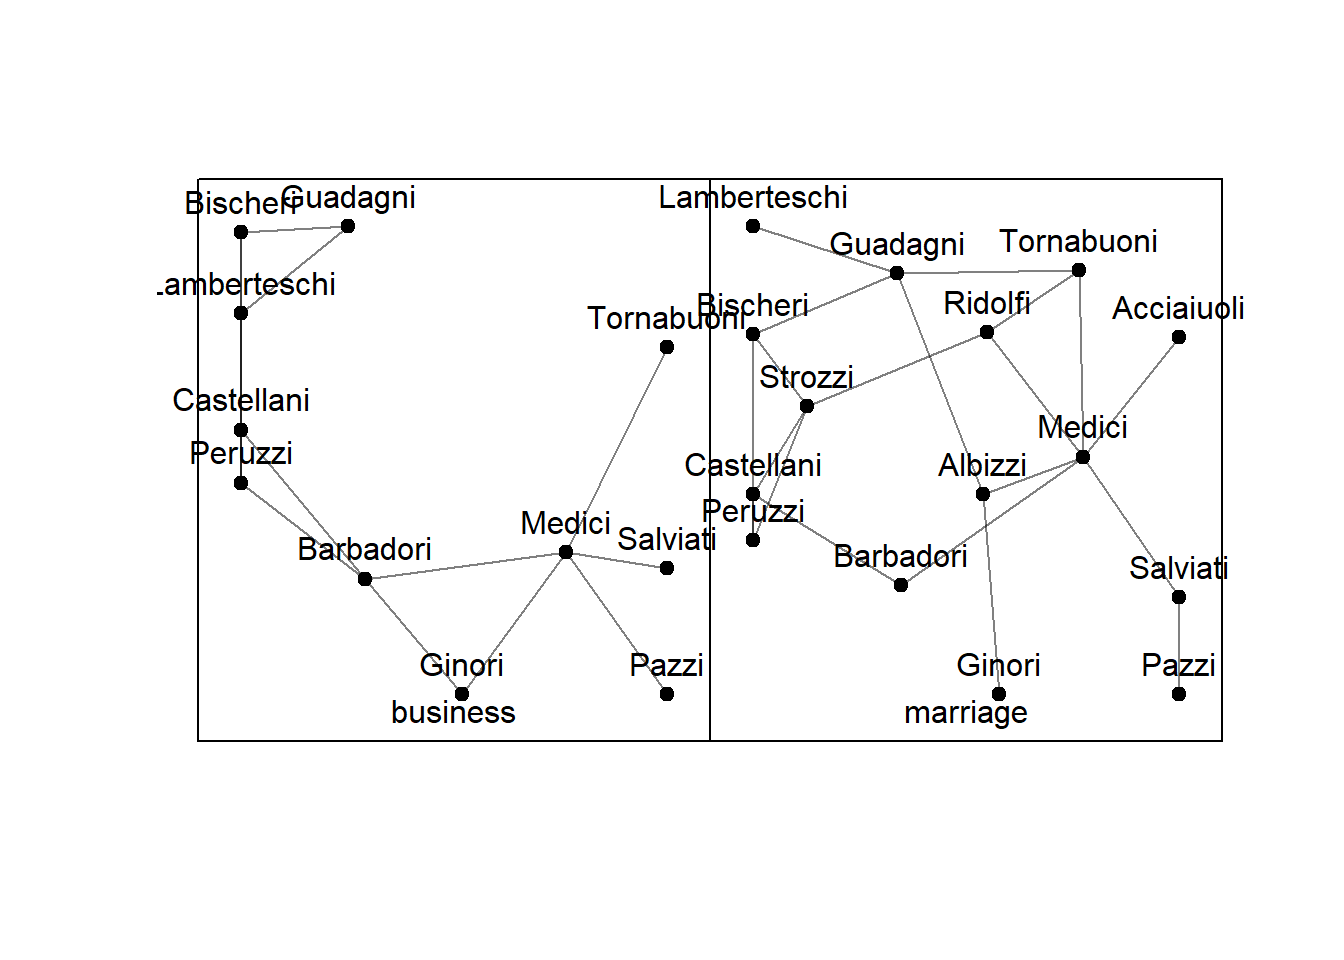 Bischeri
Guadagni
Lamberteschi
Tornabuoni
Castellani
Peruzzi
Medici
Salviati
Barbadori
Ginori
Pazzi
business
Lamberteschi
Guadagni
Tornabuoni
Bischeri
Ridolfi
Acciaiuoli
Strozzi
Medici
Castellani
Albizzi
Peruzzi
Barbadori
Salviati
Ginori
Pazzi
marriage